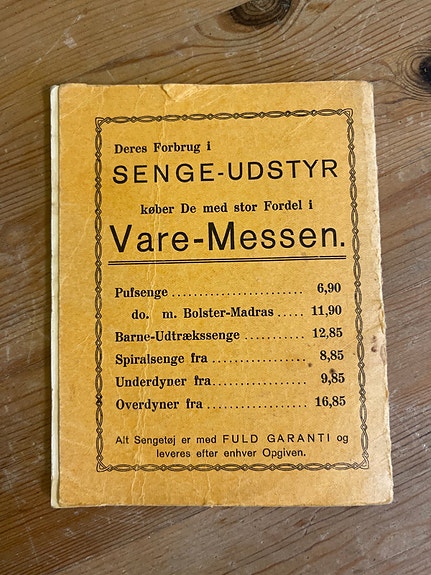 Deres Forbrug i
SENGE-UDSTYR
køber De med stor Fordel i
Vare-Messen.
Pufsenge ........................ 6,90
do. m. Bolster-Madras ..... 11,90
Barne-Udtrækssenge ........... 12,85
Spiralsenge fra .................... 8,85
Underdyner fra ................... 9,85
Overdyner fra ................... 16,85
Alt Sengetøj er med FULD GARANTI og
leveres efter enhver Opgiven.